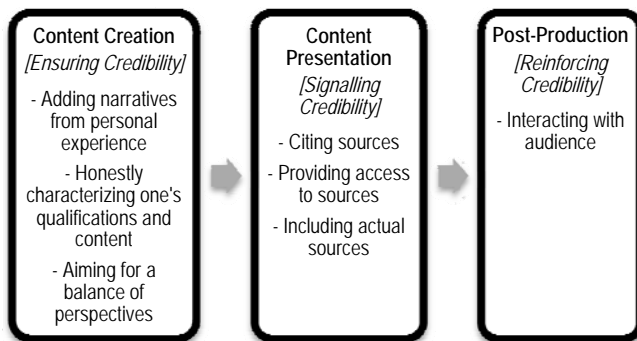 Content Creation
[Ensuring Credibility]
- Adding narratives
from personal
experience
- Honestly
characterizing one's
qualifications and
content
- Aiming for a
balance of
perspectives
Content
Presentation
[Signalling
Credibility]
- Citing sources
- Providing access
to sources
- Including actual
sources
Post-Production
[Reinforcing
Credibility]
- Interacting with
audience